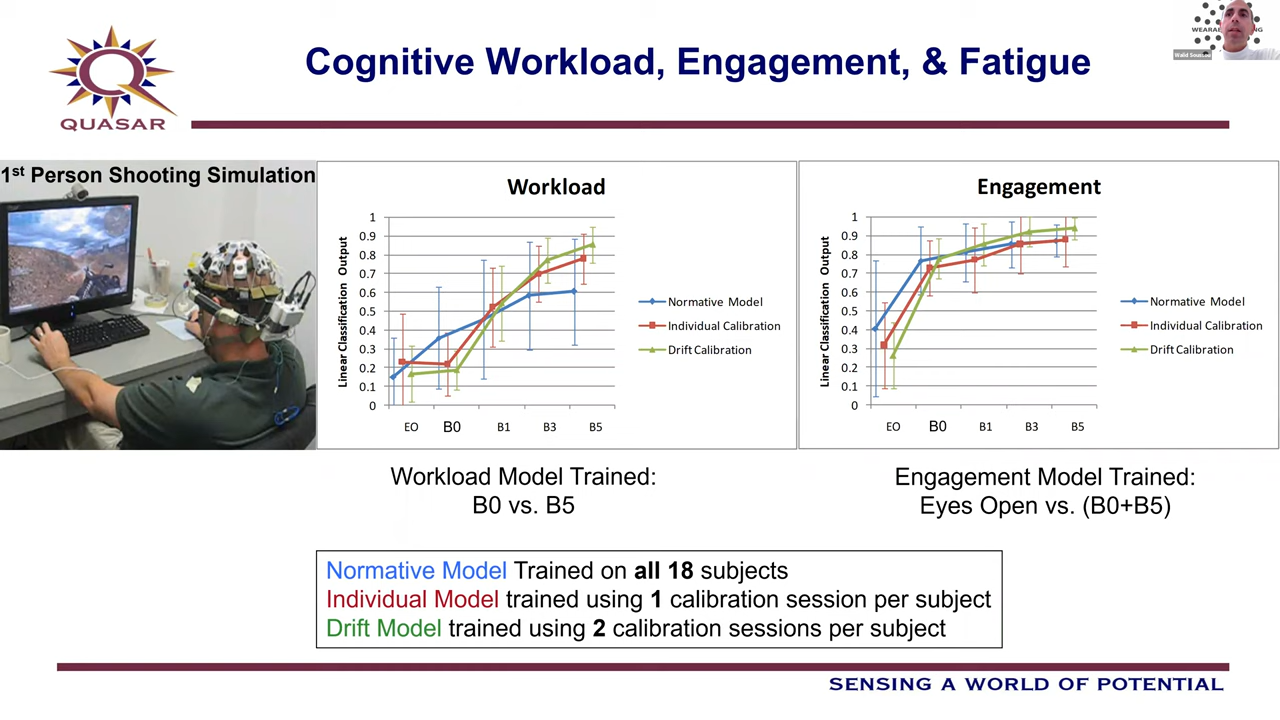 Cognitive Workload, Engagement, & Fatigue
QUASAR
WEARA
NG
1st Person Shooting Simulation
Workload
Linear Classification Output
1
0.9
0.8
0.7
0.6
0.5
0.4
0.3
0.2
0.1
0
EO B0 B1 B3 B5
Normative Model
Individual Calibration
Drift Calibration
Engagement
Linear Classification Output
1
0.9
0.8
0.7
0.6
0.5
0.4
0.3
0.2
0.1
0
EO B0 B1 B3 B5
Normative Model
Individual Calibration
Drift Calibration
Workload Model Trained:
B0 vs. B5
Engagement Model Trained:
Eyes Open vs. (B0+B5)
Normative Model Trained on all 18 subjects
Individual Model trained using 1 calibration session per subject
Drift Model trained using 2 calibration sessions per subject
SENSING A WORLD OF POTENTIAL